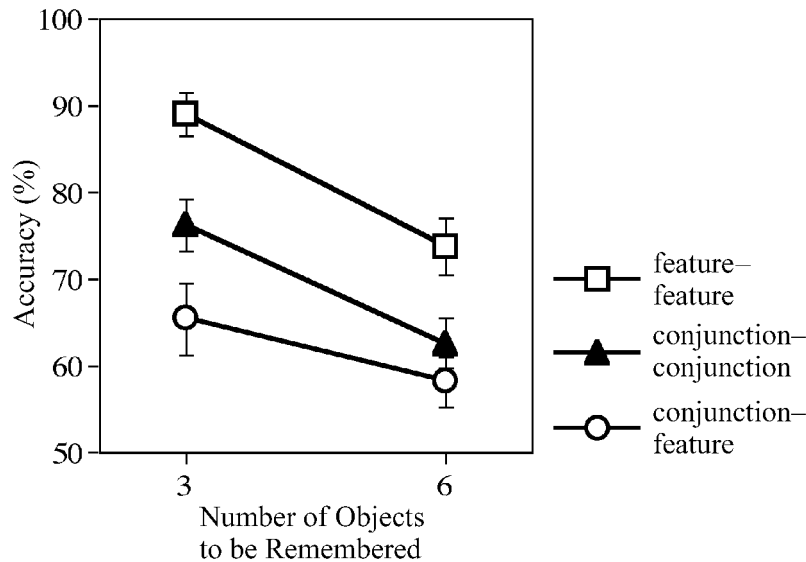 100
90
80
70
60
50
Accuracy (%)
3
6
Number of Objects
to be Remembered
feature–
feature
conjunction–
conjunction
conjunction–
feature